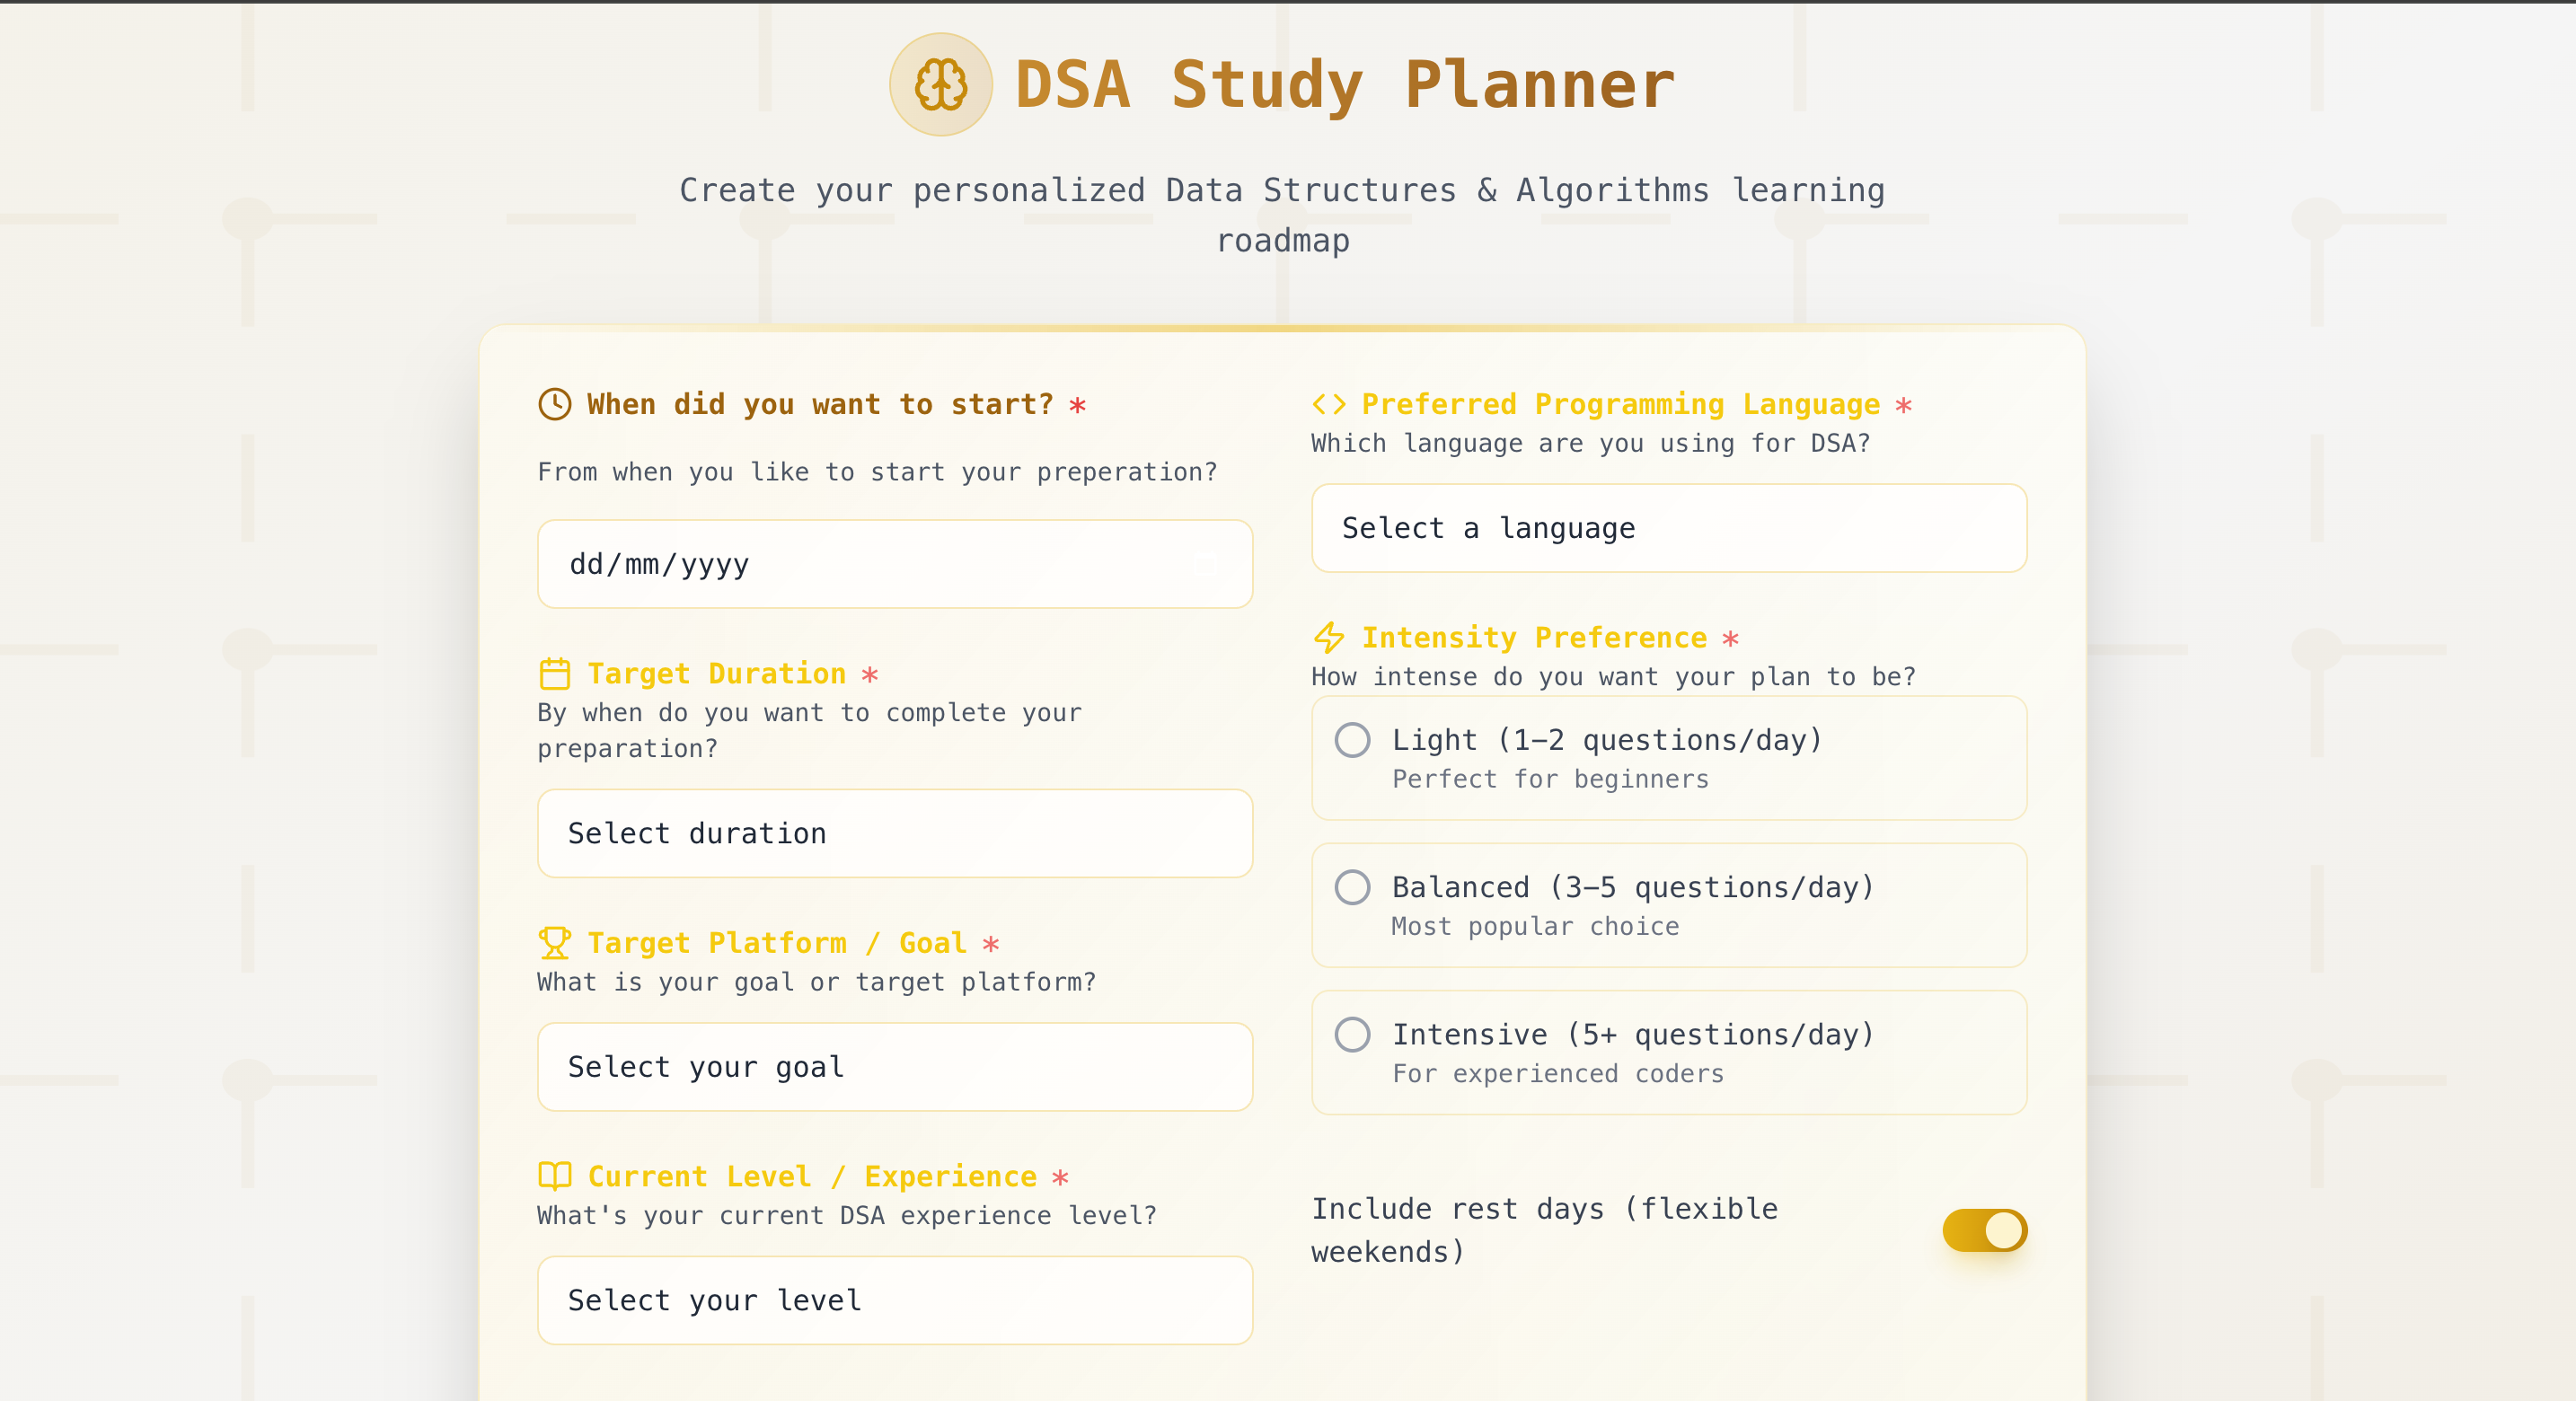 DSA Study Planner
Create your personalized Data Structures & Algorithms learning
roadmap
When did you want to start? *
From when you like to start your preperation?
dd/mm/yyyy
Target Duration *
By when do you want to complete your
preparation?
Select duration
Target Platform / Goal *
What is your goal or target platform?
Select your goal
Current Level / Experience *
What's your current DSA experience level?
Select your level
Preferred Programming Language *
Which language are you using for DSA?
Select a language
Intensity Preference *
How intense do you want your plan to be?
Light (1–2 questions/day)
Perfect for beginners
Balanced (3–5 questions/day)
Most popular choice
Intensive (5+ questions/day)
For experienced coders
Include rest days (flexible
weekends)